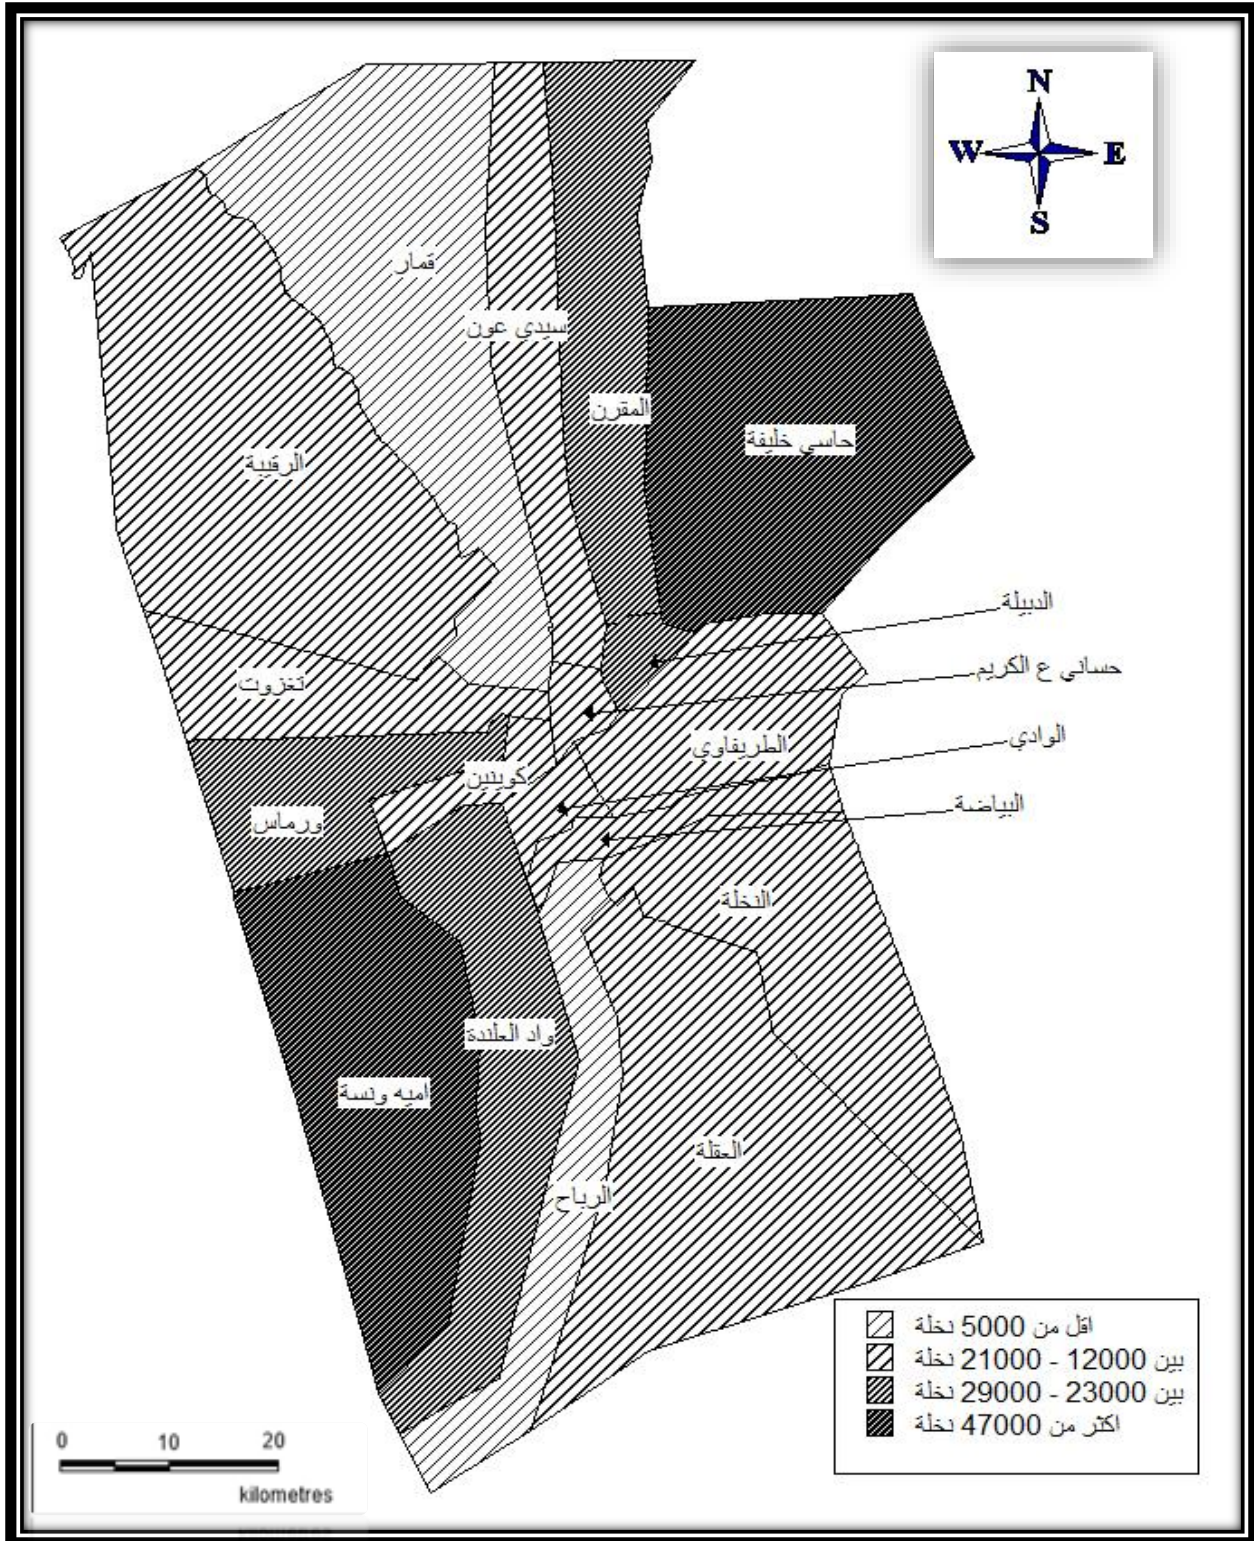 N
W E
S
قمار
سيدي عون
المقرن
حاسي خليفة
الرقيبة
الدبيلة
حساني ع الكريم
تغزوت
الوادي
الطريفاوي
كوينين
البياضة
ورماس
النخلة
واد العلندة
اميه ونسة
العقلة
الرباح
اقل من 5000 نخلة
بين 12000 - 21000 نخلة
بين 23000 - 29000 نخلة
اكثر من 47000 نخلة
0 10 20
kilometres